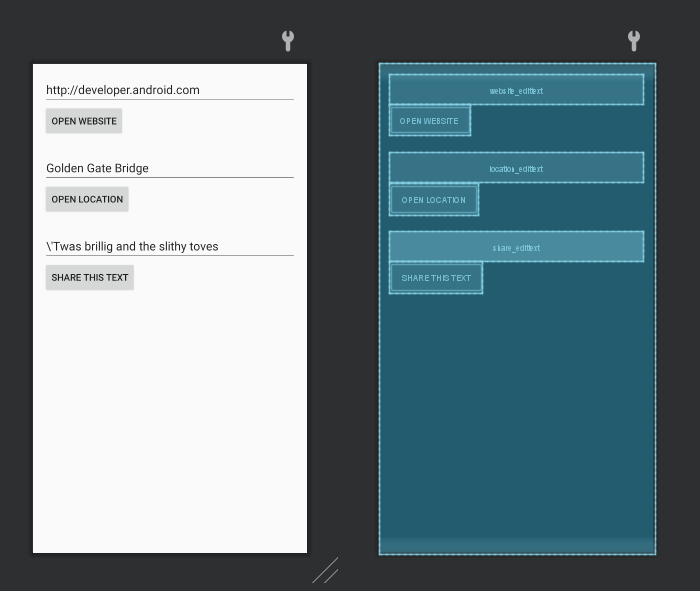 http://developer.android.com
OPEN WEBSITE
Golden Gate Bridge
OPEN LOCATION
\'Twas brillig and the slithy toves
SHARE THIS TEXT
website_edittext
OPEN WEBSITE
location_edittext
OPEN LOCATION
share_edittext
SHARE THIS TEXT